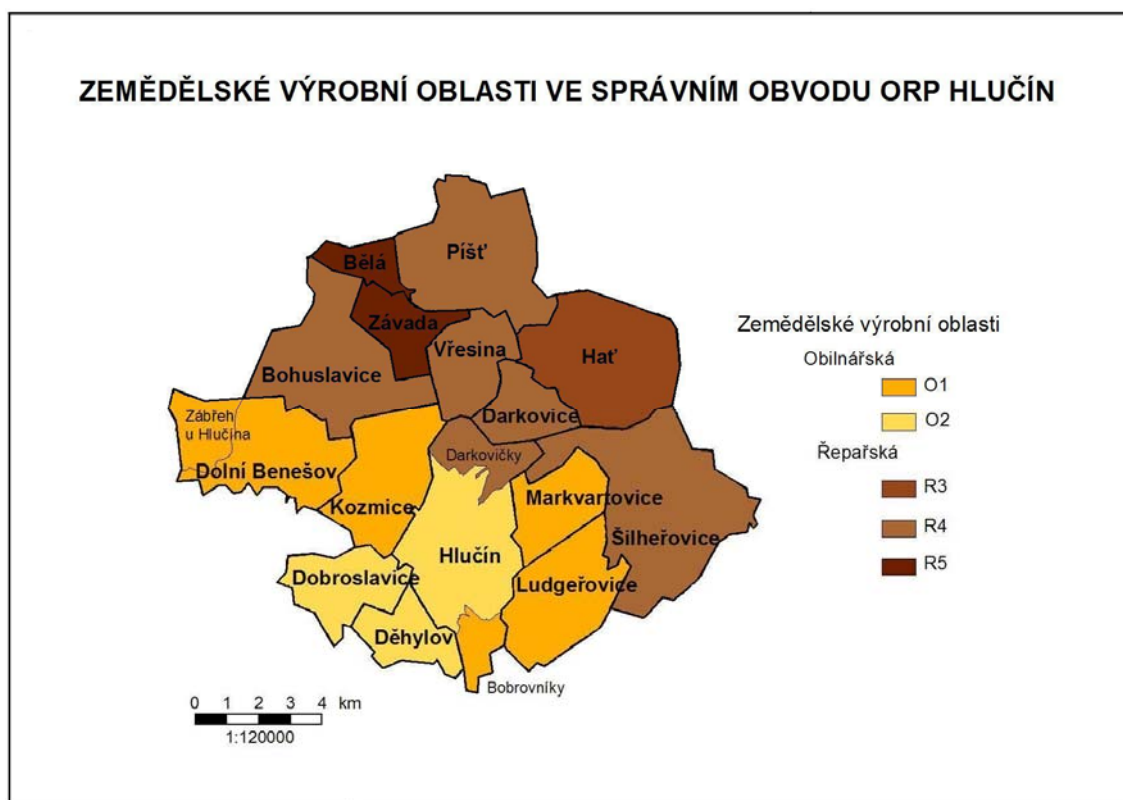 ZEMĚDĚLSKÉ VÝROBNÍ OBLASTI VE SPRÁVNÍM OBVODU ORP HLUČÍN
Píšť
Bělá
Závada
Vřesina
Hať
Bohuslavice
Darkovice
Zábřeh
u Hlučína
Darkovičky
Dolní Benešov
Kozmice
Markvartovice
Šilheřovice
Hlučín
Dobroslavice
Ludgeřovice
Děhylov
Bobrovníky
Zemědělské výrobní oblasti
Obilnářská
O1
O2
Řepařská
R3
R4
R5
0 1 2 3 4 km
1:120000